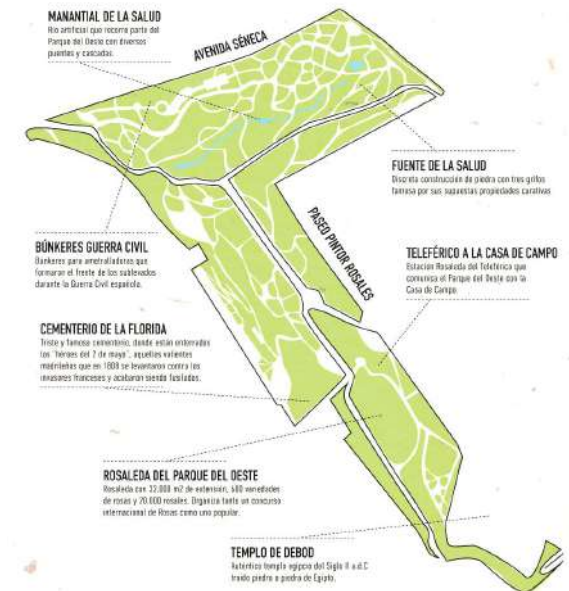 MANANTIAL DE LA SALUD
Río artificial que recorre parte del
Parque del Oeste con diversos
puentes y cascadas.
AVENIDA SÉNECA
FUENTE DE LA SALUD
Discreta construcción de piedra con tres grifos
famosa por sus supuestas propiedades curativas
BÚNKERES GUERRA CIVIL
Búnkeres para ametralladoras que
formaron el frente de los sublevados
durante la Guerra Civil española.
PASEO PINTOR ROSALES
TELEFÉRICO A LA CASA DE CAMPO
Estación Rosaleda del Teleférico que
comunica el Parque del Oeste con la
Casa de Campo.
CEMENTERIO DE LA FLORIDA
Triste y famoso cementerio, donde están enterrados
los "héroes del 2 de mayo", aquellos valientes
madrileños que en 1808 se levantaron contra los
invasores franceses y acabaron siendo fusilados.
ROSALEDA DEL PARQUE DEL OESTE
Rosaleda con 32.000 m2 de extensión, 600 variedades
de rosas y 20.000 rosales. Organiza tanto un concurso
internacional de Rosas como uno popular.
TEMPLO DE DEBOD
Auténtico templo egipcio del Siglo II a.d.C
traído piedra a piedra de Egipto.